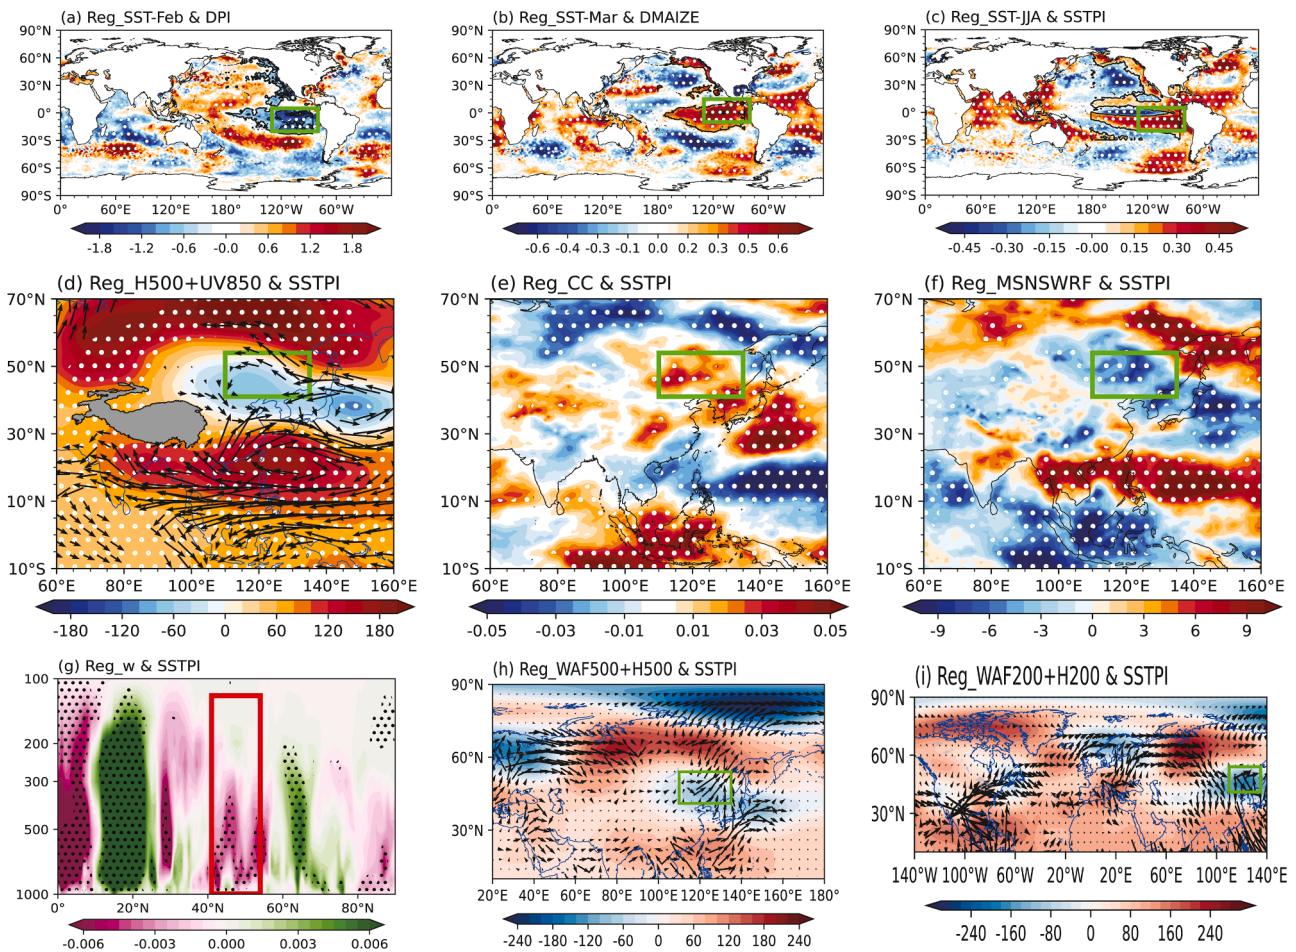 (a) Reg_SST-Feb & DPI
(b) Reg_SST-Mar & DMAIZE
(c) Reg_SST-JJA & SSTPI
90°N
60°N
30°N
0°
30°S
60°S
90°S
0° 60°E 120°E 180° 120°W 60°W
-1.8 -1.2 -0.6 -0.0 0.6 1.2 1.8
90°N
60°N
30°N
0°
30°S
60°S
90°S
0° 60°E 120°E 180° 120°W 60°W
-0.6 -0.4 -0.3 -0.1 0.0 0.2 0.3 0.5 0.6
90°N
60°N
30°N
0°
30°S
60°S
90°S
0° 60°E 120°E 180° 120°W 60°W
-0.45 -0.30 -0.15 -0.00 0.15 0.30 0.45
(d) Reg_H500+UV850 & SSTPI
(e) Reg_CC & SSTPI
(f) Reg_MSNSWRF & SSTPI
70°N
50°N
30°N
10°N
10°S
60°E 80°E 100°E 120°E 140°E 160°E
-180 -120 -60 0 60 120 180
70°N
50°N
30°N
10°N
10°S
60°E 80°E 100°E 120°E 140°E 160°E
-0.05 -0.03 -0.01 0.01 0.03 0.05
70°N
50°N
30°N
10°N
10°S
60°E 80°E 100°E 120°E 140°E 160°E
-9 -6 -3 0 3 6 9
(g) Reg_w & SSTPI
(h) Reg_WAF500+H500 & SSTPI
(i) Reg_WAF200+H200 & SSTPI
100
200
300
500
1000
0° 20°N 40°N 60°N 80°N
-0.006 -0.003 0.000 0.003 0.006
90°N
60°N
30°N
20°E 40°E 60°E 80°E 100°E 120°E 140°E 160°E 180°
-240 -180 -120 -60 0 60 120 180 240
90°N
60°N
30°N
140°W 100°W 60°W 20°W 20°E 60°E 100°E 140°E
-240 -160 -80 0 80 160 240